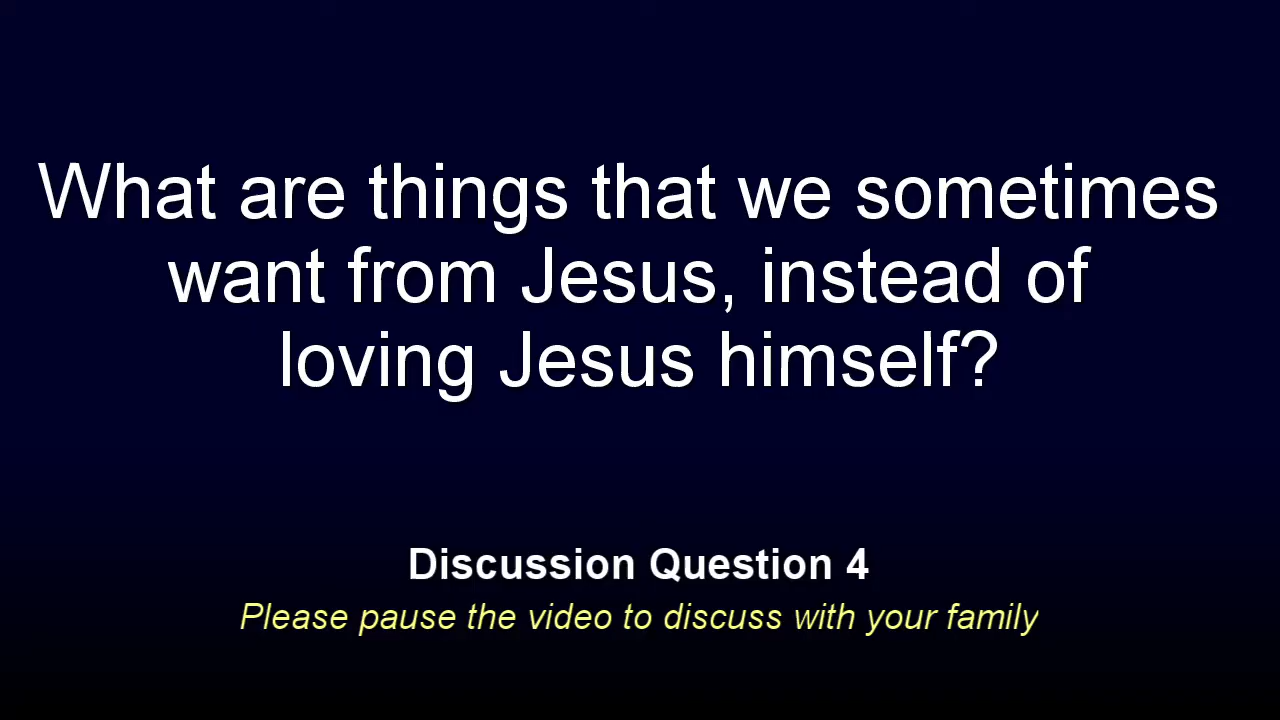 What are things that we sometimes
want from Jesus, instead of
loving Jesus himself?
Discussion Question 4
Please pause the video to discuss with your family